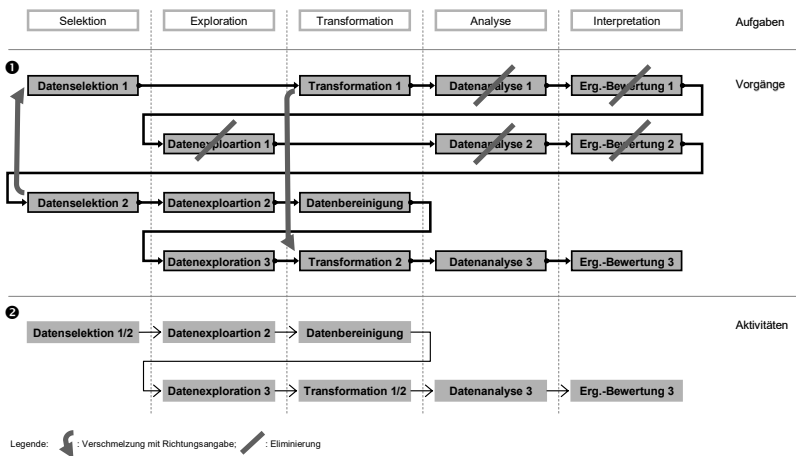 Selektion Exploration Transformation Analyse Interpretation Aufgaben
❶
Datenselektion 1 Transformation 1 Datenanalyse 1 Erg.-Bewertung 1 Vorgänge
Datenexploartion 1 Datenanalyse 2 Erg.-Bewertung 2
Datenselektion 2 Datenexploartion 2 Datenbereinigung
Datenexploration 3 Transformation 2 Datenanalyse 3 Erg.-Bewertung 3
❷
Datenselektion 1/2 Datenexploartion 2 Datenbereinigung Aktivitäten
Datenexploration 3 Transformation 1/2 Datenanalyse 3 Erg.-Bewertung 3
Legende: : Verschmelzung mit Richtungsangabe; : Eliminierung